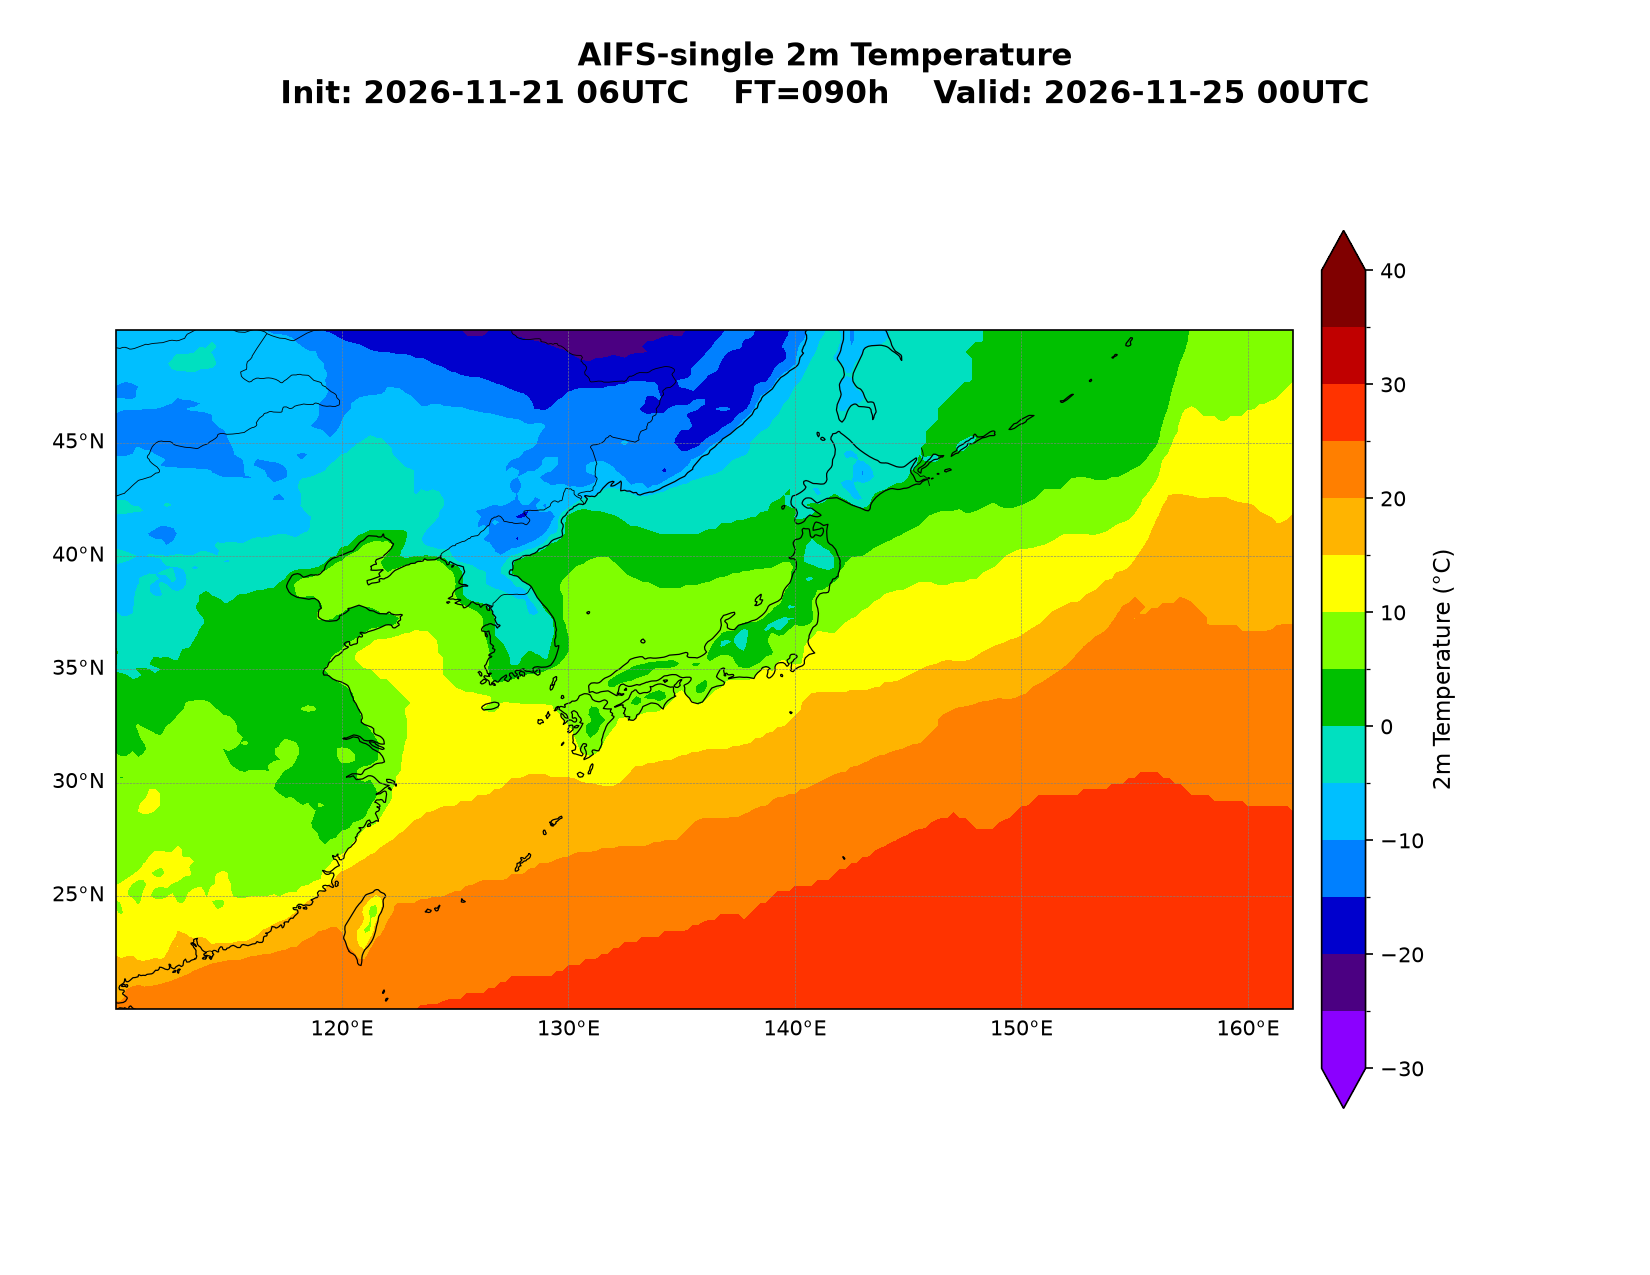 AIFS-single 2m Temperature
Init: 2026-11-21 06UTC    FT=090h    Valid: 2026-11-25 00UTC
45°N
40°N
35°N
30°N
25°N
120°E
130°E
140°E
150°E
160°E
40
30
20
10
0
−10
−20
−30
2m Temperature (°C)